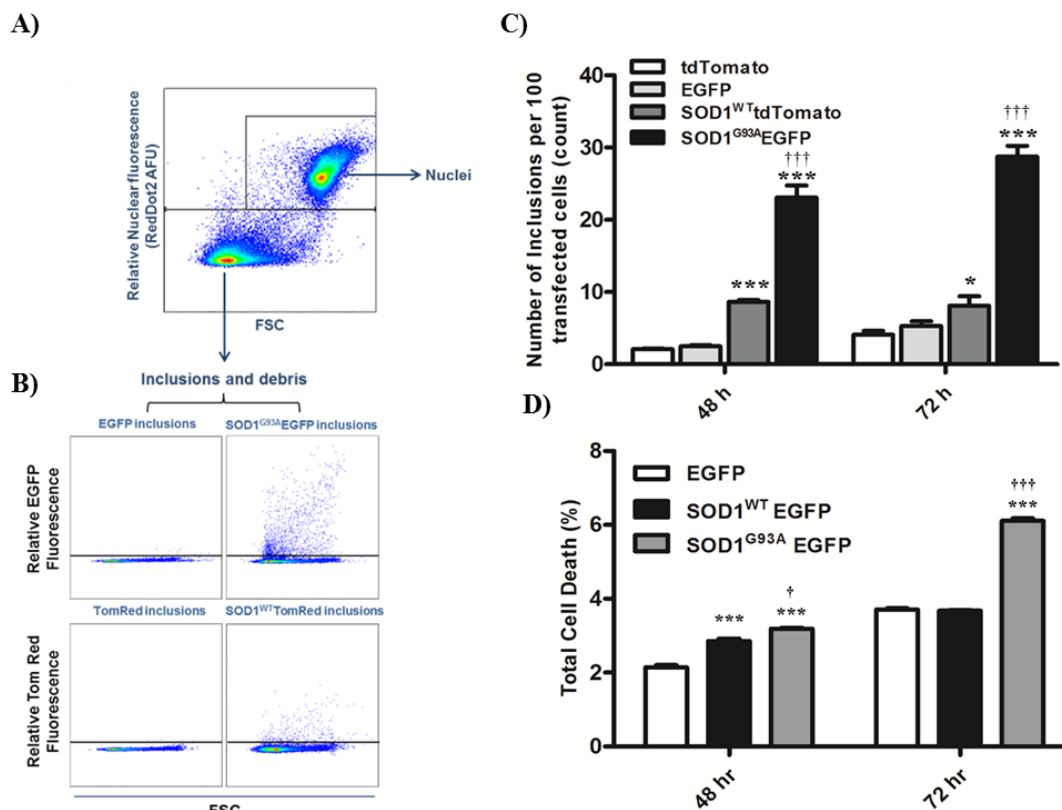 A)
Relative Nuclear fluorescence
(RedDot2 AFU)
Nuclei
FSC
Inclusions and debris
B)
EGFP inclusions
SOD1G93AEGFP inclusions
Relative EGFP
Fluorescence
TomRed inclusions
SOD1WTTomRed inclusions
Relative Tom Red
Fluorescence
FSC
C)
Number of Inclusions per 100
transfected cells (count)
40
30
20
10
0
tdTomato
EGFP
SOD1WTtdTomato
SOD1G93AEGFP
***
†††
***
*
†††
***
48 h
72 h
D)
Total Cell Death (%)
8
6
4
2
0
EGFP
SOD1WT EGFP
SOD1G93A EGFP
***
†
***
†††
***
48 hr
72 hr